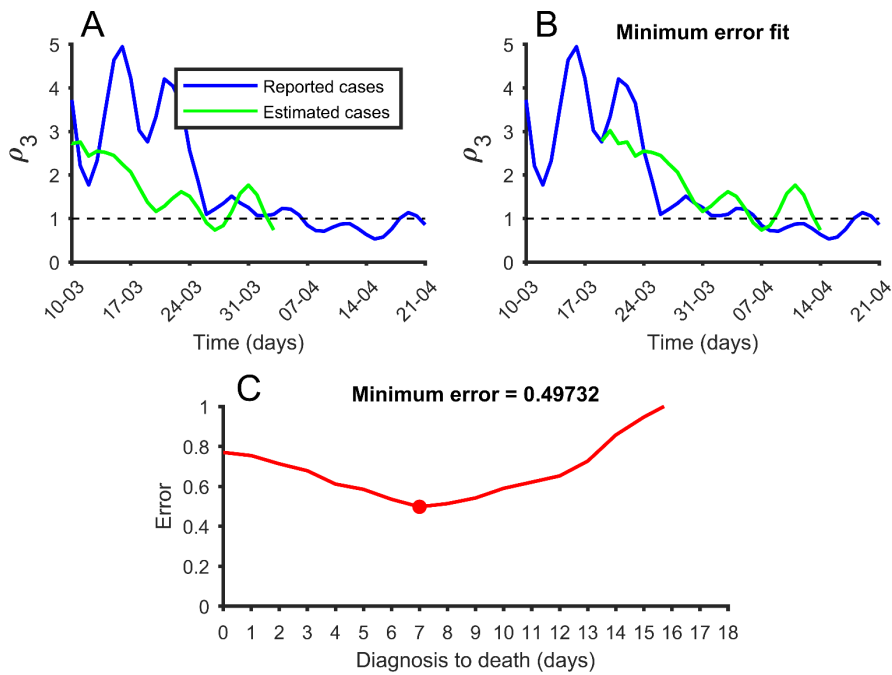 A
5
4
3
2
1
0
ρ3
Reported cases
Estimated cases
10-03
17-03
24-03
31-03
07-04
14-04
21-04
Time (days)
B
Minimum error fit
5
4
3
2
1
0
ρ3
10-03
17-03
24-03
31-03
07-04
14-04
21-04
Time (days)
C
Minimum error = 0.49732
1
0.8
0.6
0.4
0.2
0
Error
0 1 2 3 4 5 6 7 8 9 10 11 12 13 14 15 16 17 18
Diagnosis to death (days)